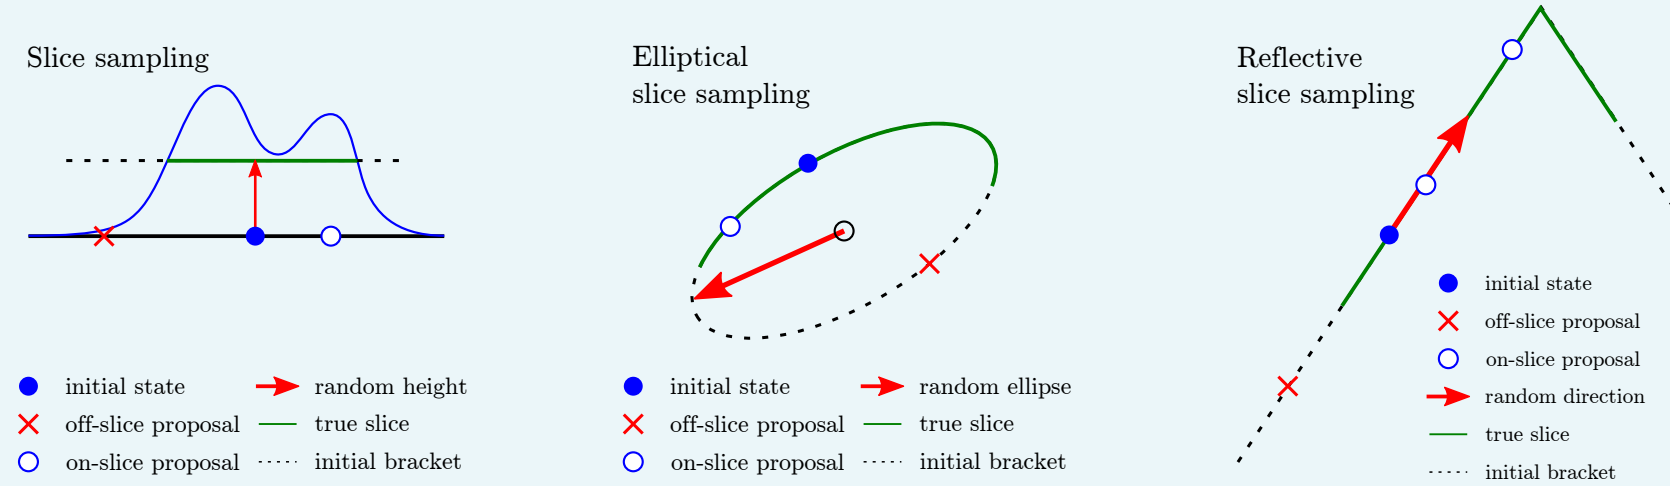 Slice sampling
initial state
off-slice proposal
on-slice proposal
random height
true slice
initial bracket
Elliptical
slice sampling
initial state
off-slice proposal
on-slice proposal
random ellipse
true slice
initial bracket
Reflective
slice sampling
initial state
off-slice proposal
on-slice proposal
random direction
true slice
initial bracket